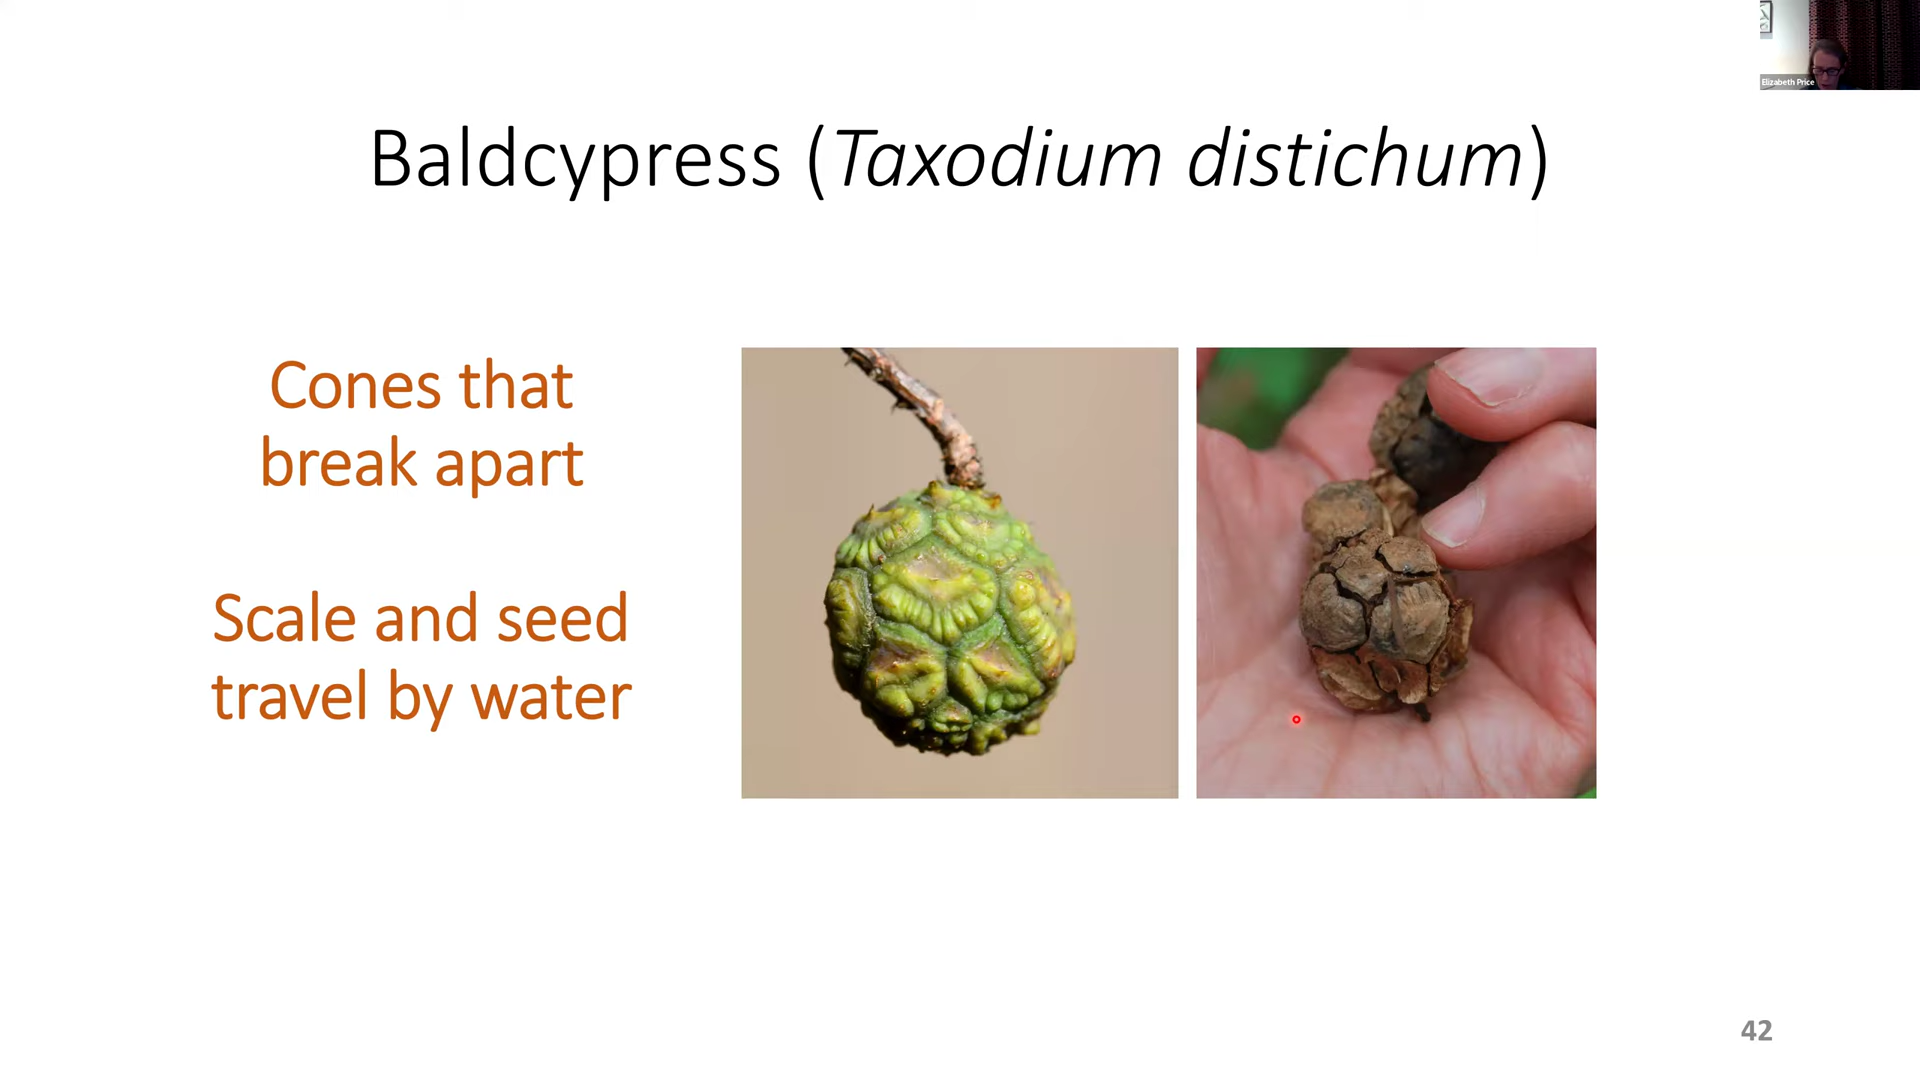 Elizabeth Price
Baldcypress (Taxodium distichum)
Cones that
break apart
Scale and seed
travel by water
42